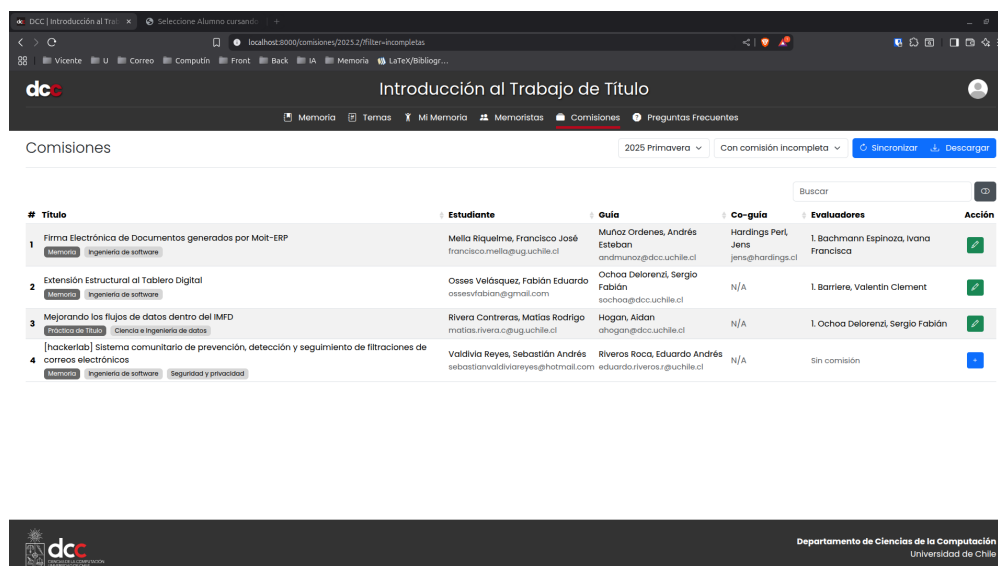 DCC | Introducción al Tra
Seleccione Alumno cursando
localhost:8000/comisiones/2025.2/?filter=incompletas
Vicente U Correo Computín Front Back IA Memoria LaTeX/Bibliogr...
dcc
Introducción al Trabajo de Título
Memoria Temas Mi Memoria Memoristas Comisiones Preguntas Frecuentes
Comisiones
2025 Primavera
Con comisión incompleta
Sincronizar
Descargar
Buscar
# Título Estudiante Guía Co-guía Evaluadores Acción
1
Firma Electrónica de Documentos generados por Moit-ERP
Memoria Ingeniería de software
Mella Riquelme, Francisco José
francisco.mella@ug.uchile.cl
Muñoz Ordenes, Andrés
Esteban
andmunoz@dcc.uchile.cl
Hardings Perl,
Jens
jens@hardings.cl
1. Bachmann Espinoza, Ivana
Francisca
2
Extensión Estructural al Tablero Digital
Memoria Ingeniería de software
Osses Velásquez, Fabián Eduardo
ossesvfabian@gmail.com
Ochoa Delorenzi, Sergio
Fabián
sochoa@dcc.uchile.cl
N/A
1. Barriere, Valentin Clement
3
Mejorando los flujos de datos dentro del IMFD
Práctica de Título Ciencia e Ingeniería de datos
Rivera Contreras, Matías Rodrigo
matias.rivera.c@ug.uchile.cl
Hogan, Aidan
ahogan@dcc.uchile.cl
N/A
1. Ochoa Delorenzi, Sergio Fabián
4
[hackerlab] Sistema comunitario de prevención, detección y seguimiento de filtraciones de
correos electrónicos
Memoria Ingeniería de software Seguridad y privacidad
Valdivia Reyes, Sebastián Andrés
sebastianvaldiviareyes@hotmail.com
Riveros Roca, Eduardo Andrés
eduardo.riveros.r@uchile.cl
N/A
Sin comisión
dcc
CIENCIAS DE LA COMPUTACIÓN
UNIVERSIDAD DE CHILE
Departamento de Ciencias de la Computación
Universidad de Chile